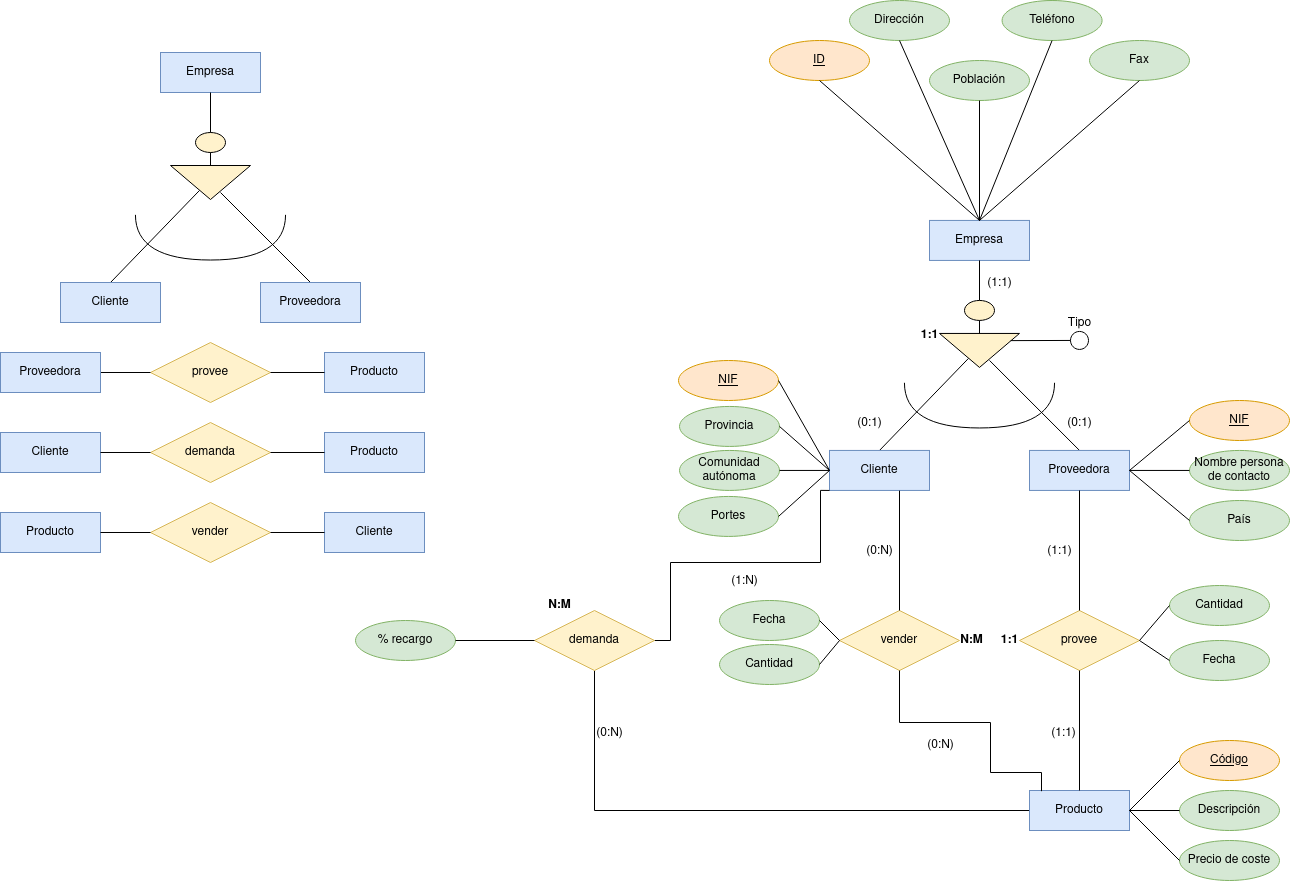 Empresa
Cliente
Proveedora
Proveedora
provee
Producto
Cliente
demanda
Producto
Producto
vender
Cliente
Dirección
Teléfono
ID
Fax
Población
Empresa
(1:1)
Tipo
1:1
NIF
Provincia
Comunidad
autónoma
Portes
(0:1)
(0:1)
Cliente
Proveedora
NIF
Nombre persona
de contacto
País
(0:N)
(1:1)
(1:N)
N:M
% recargo
demanda
Fecha
Cantidad
vender
N:M
1:1
provee
Cantidad
Fecha
(0:N)
(0:N)
(1:1)
Producto
Código
Descripción
Precio de coste